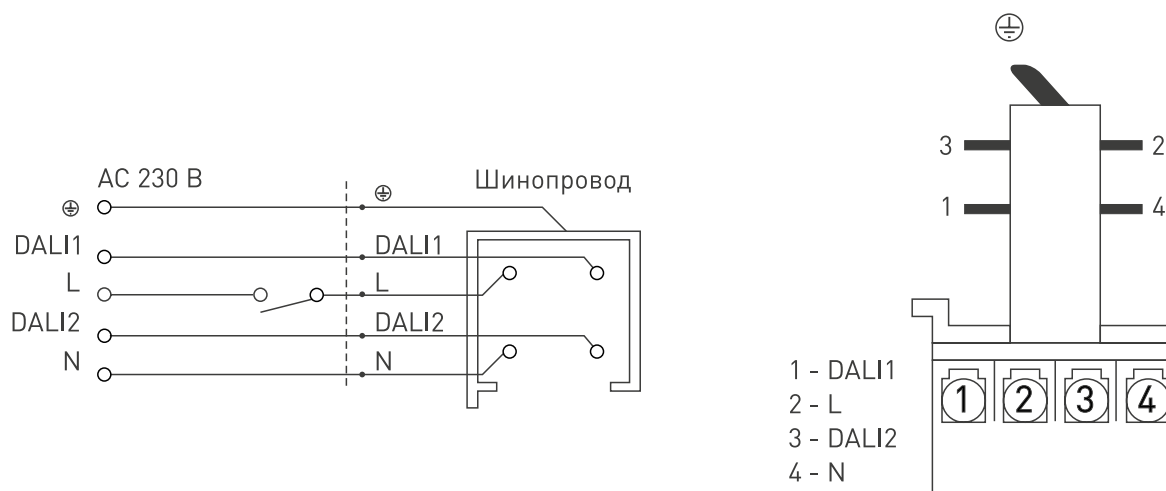 AC 230 В
Шинопровод
DALI1
DALI1
L
L
DALI2
DALI2
N
N
3
2
1
4
1 - DALI1
2 - L
3 - DALI2
4 - N
1 2 3 4